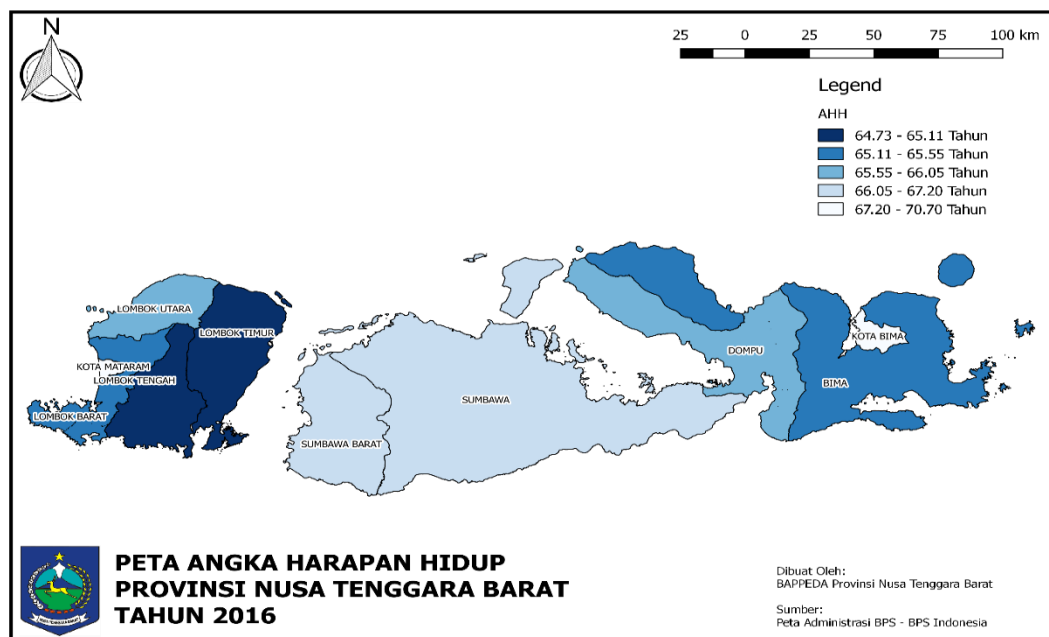 N
25 0 25 50 75 100 km
Legend
AHH
64.73 - 65.11 Tahun
65.11 - 65.55 Tahun
65.55 - 66.05 Tahun
66.05 - 67.20 Tahun
67.20 - 70.70 Tahun
LOMBOK UTARA
LOMBOK TIMUR
KOTA MATARAM
LOMBOK TENGAH
LOMBOK BARAT
SUMBAWA BARAT
SUMBAWA
DOMPU
KOTA BIMA
BIMA
PETA ANGKA HARAPAN HIDUP
PROVINSI NUSA TENGGARA BARAT
TAHUN 2016
Dibuat Oleh:
BAPPEDA Provinsi Nusa Tenggara Barat
Sumber:
Peta Administrasi BPS - BPS Indonesia